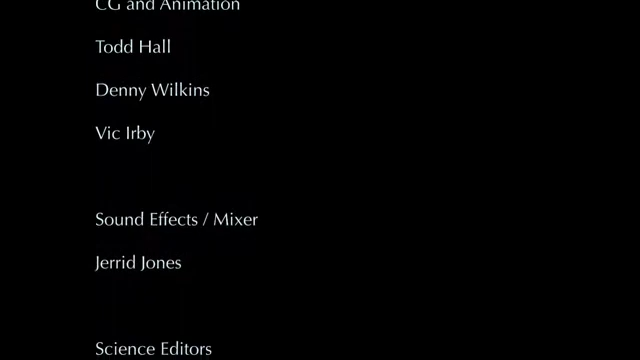 CG and Animation
Todd Hall
Denny Wilkins
Vic Irby
Sound Effects / Mixer
Jerrid Jones
Science Editors